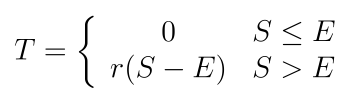 T = { 0 S ≤ E
r(S − E) S > E